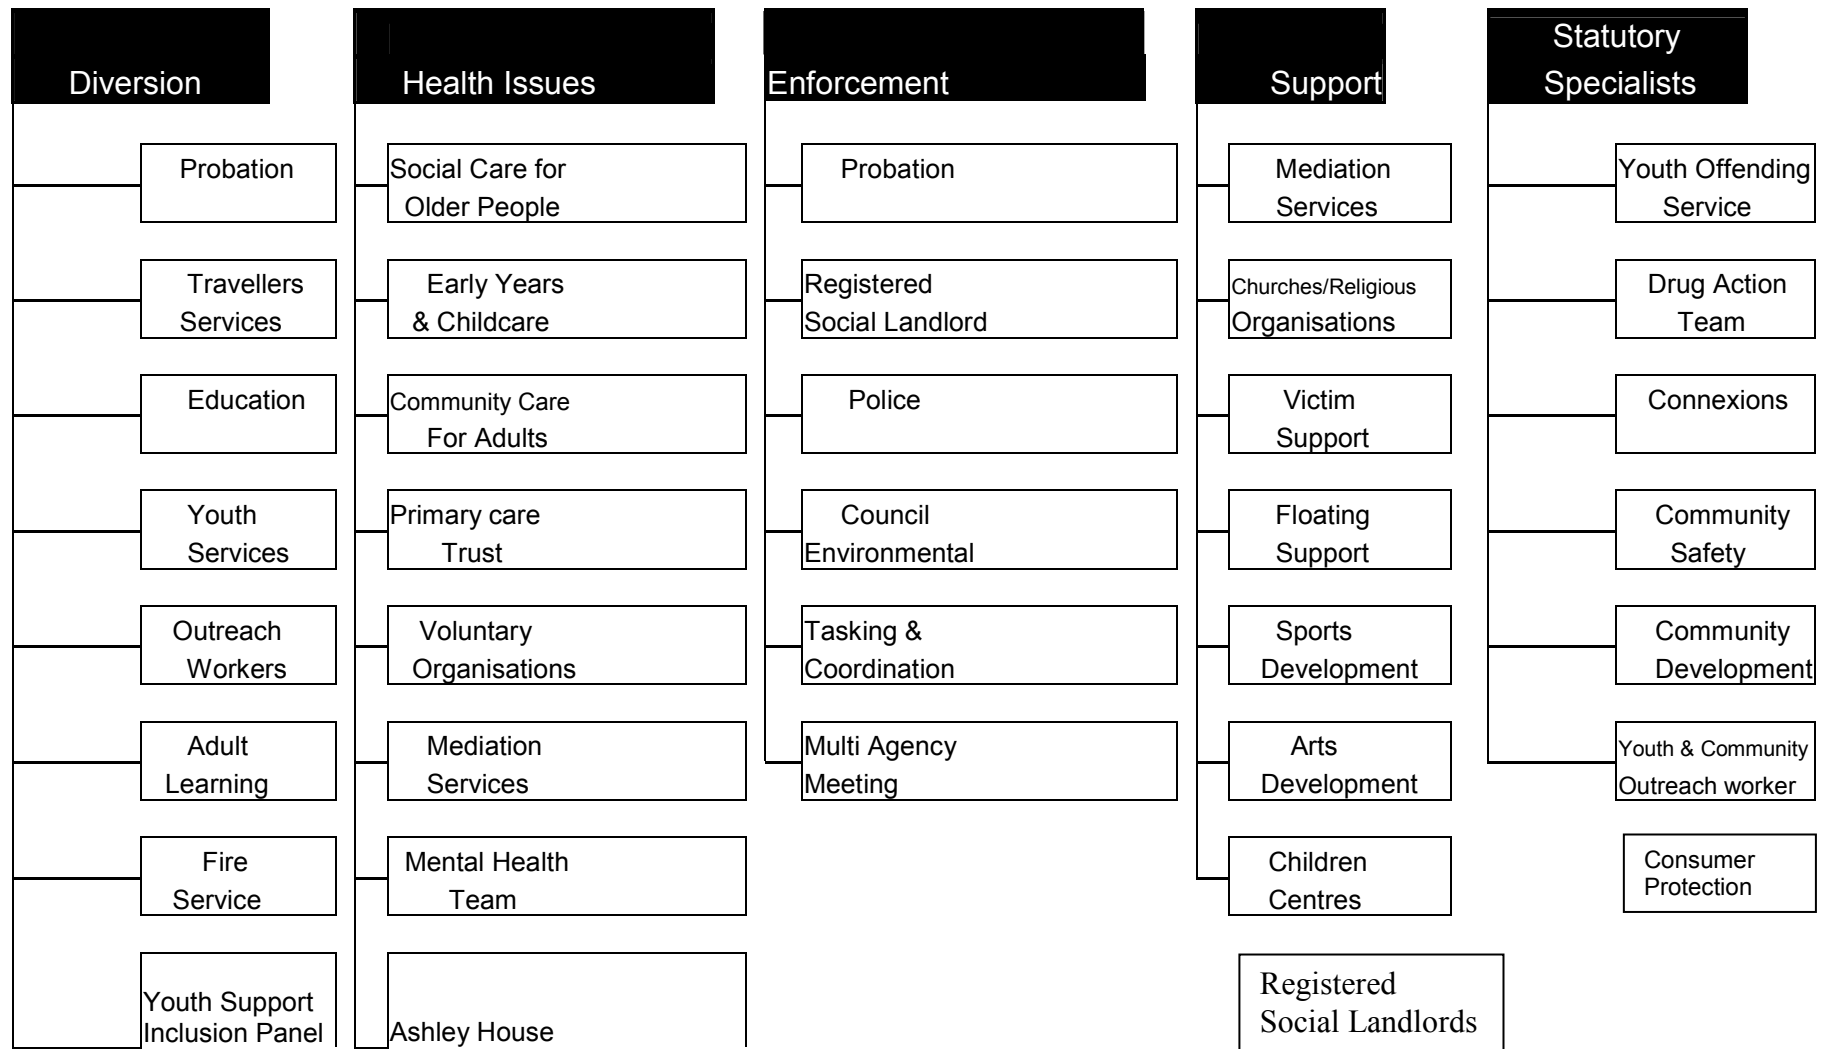 Diversion
Probation
Travellers
Services
Education
Youth
Services
Outreach
Workers
Adult
Learning
Fire
Service
Youth Support
Inclusion Panel
Health Issues
Social Care for
Older People
Early Years
& Childcare
Community Care
For Adults
Primary care
Trust
Voluntary
Organisations
Mediation
Services
Mental Health
Team
Ashley House
Enforcement
Probation
Registered
Social Landlord
Police
Council
Environmental
Tasking &
Coordination
Multi Agency
Meeting
Support
Mediation
Services
Churches/Religious
Organisations
Victim
Support
Floating
Support
Sports
Development
Arts
Development
Children
Centres
Registered
Social Landlords
Statutory
Specialists
Youth Offending
Service
Drug Action
Team
Connexions
Community
Safety
Community
Development
Youth & Community
Outreach worker
Consumer
Protection